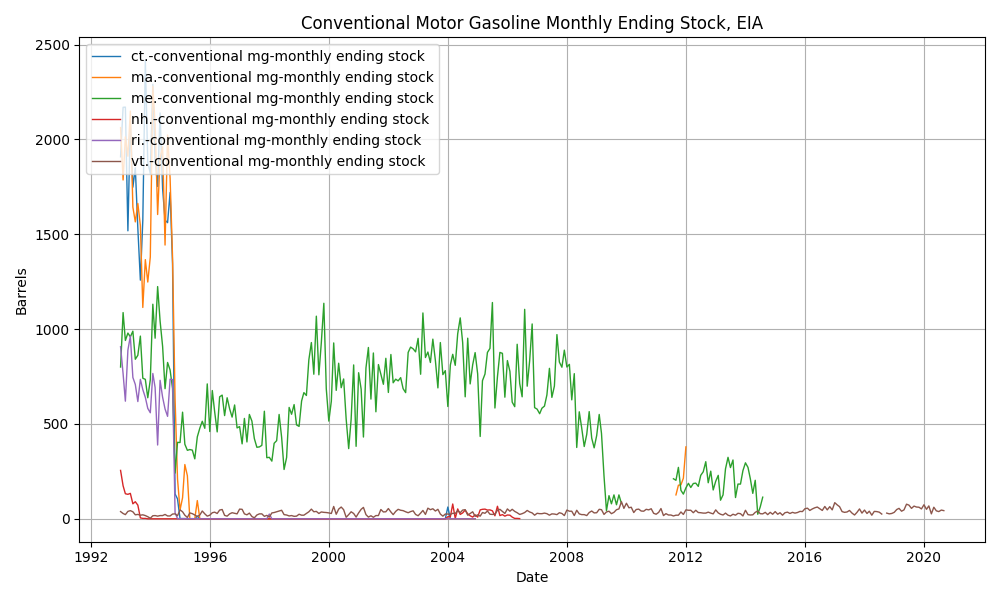 Conventional Motor Gasoline Monthly Ending Stock, EIA
2500
2000
1500
1000
500
0
Barrels
ct.-conventional mg-monthly ending stock
ma.-conventional mg-monthly ending stock
me.-conventional mg-monthly ending stock
nh.-conventional mg-monthly ending stock
ri.-conventional mg-monthly ending stock
vt.-conventional mg-monthly ending stock
1992 1996 2000 2004 2008 2012 2016 2020
Date